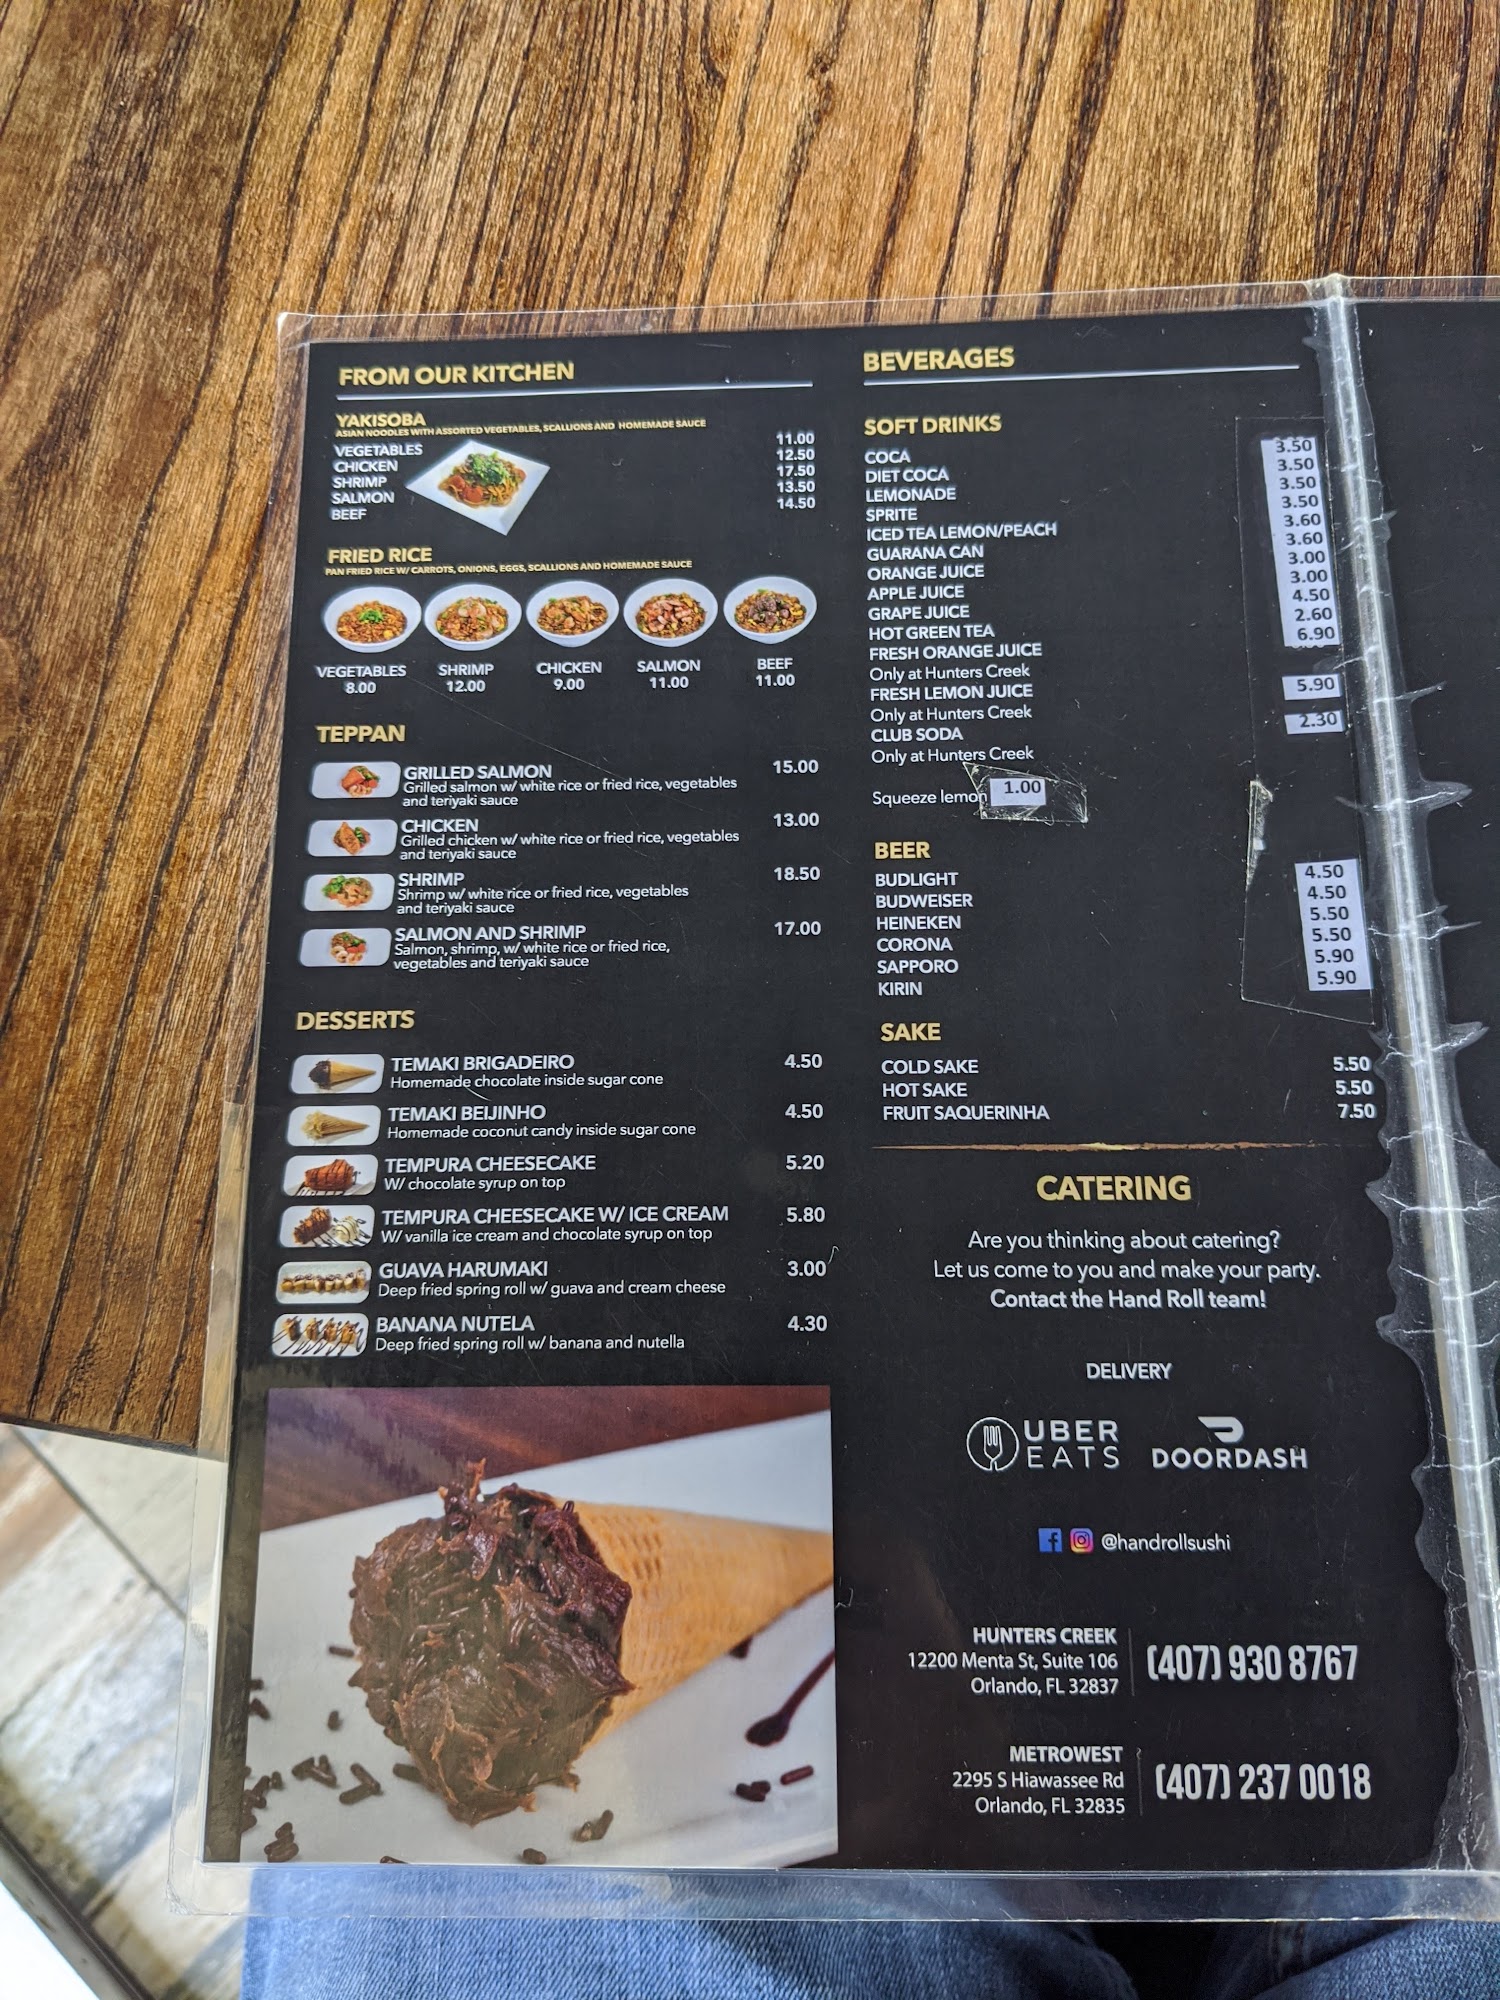 FROM OUR KITCHEN
YAKISOBA
ASIAN NOODLES WITH ASSORTED VEGETABLES, SCALLIONS AND HOMEMADE SAUCE
VEGETABLES 11.00
CHICKEN 12.50
SHRIMP 17.50
SALMON 13.50
BEEF 14.50
FRIED RICE
PAN FRIED RICE W/ CARROTS, ONIONS, EGGS, SCALLIONS AND HOMEMADE SAUCE
VEGETABLES SHRIMP CHICKEN SALMON BEEF
8.00 12.00 9.00 11.00 11.00
TEPPAN
GRILLED SALMON 15.00
Grilled salmon w/ white rice or fried rice, vegetables
and teriyaki sauce
CHICKEN 13.00
Grilled chicken w/ white rice or fried rice, vegetables
and teriyaki sauce
SHRIMP 18.50
Shrimp w/ white rice or fried rice, vegetables
and teriyaki sauce
SALMON AND SHRIMP 17.00
Salmon, shrimp, w/ white rice or fried rice,
vegetables and teriyaki sauce
DESSERTS
TEMAKI BRIGADEIRO 4.50
Homemade chocolate inside sugar cone
TEMAKI BEIJINHO 4.50
Homemade coconut candy inside sugar cone
TEMPURA CHEESECAKE 5.20
W/ chocolate syrup on top
TEMPURA CHEESECAKE W/ ICE CREAM 5.80
W/ vanilla ice cream and chocolate syrup on top
GUAVA HARUMAKI 3.00
Deep fried spring roll w/ guava and cream cheese
BANANA NUTELA 4.30
Deep fried spring roll w/ banana and nutella
BEVERAGES
SOFT DRINKS
COCA 3.50
DIET COCA 3.50
LEMONADE 3.50
SPRITE 3.50
ICED TEA LEMON/PEACH 3.60
GUARANA CAN 3.60
ORANGE JUICE 3.00
APPLE JUICE 3.00
GRAPE JUICE 4.50
HOT GREEN TEA 2.60
FRESH ORANGE JUICE 6.90
Only at Hunters Creek
FRESH LEMON JUICE 5.90
Only at Hunters Creek
CLUB SODA 2.30
Only at Hunters Creek
Squeeze lemon 1.00
BEER
BUDLIGHT 4.50
BUDWEISER 4.50
HEINEKEN 5.50
CORONA 5.50
SAPPORO 5.90
KIRIN 5.90
SAKE
COLD SAKE 5.50
HOT SAKE 5.50
FRUIT SAQUERINHA 7.50
CATERING
Are you thinking about catering?
Let us come to you and make your party.
Contact the Hand Roll team!
DELIVERY
UBER EATS DOORDASH
@handrollsushi
HUNTERS CREEK
12200 Menta St, Suite 106
Orlando, FL 32837
(407) 930 8767
METROWEST
2295 S Hiawassee Rd
Orlando, FL 32835
(407) 237 0018